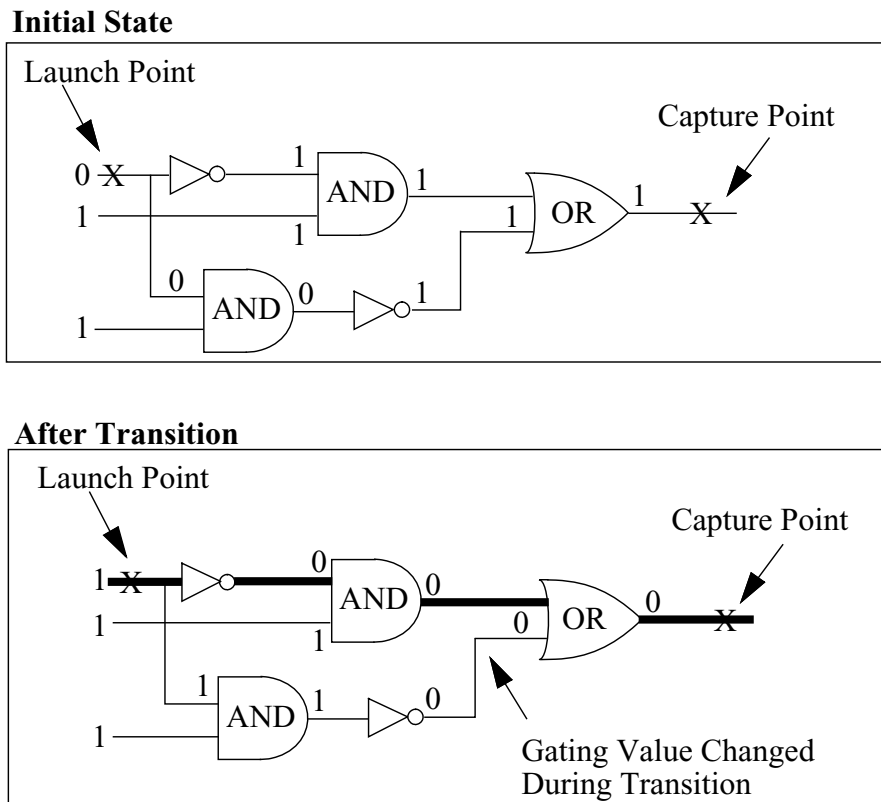 Initial State
Launch Point
Capture Point
0 X 1 1 1
AND OR X
1 1 1
0 0 1
AND
1
After Transition
Launch Point
Capture Point
1 X 0 0 0
AND OR X
1 1 0
1 1 0
AND
1
Gating Value Changed
During Transition